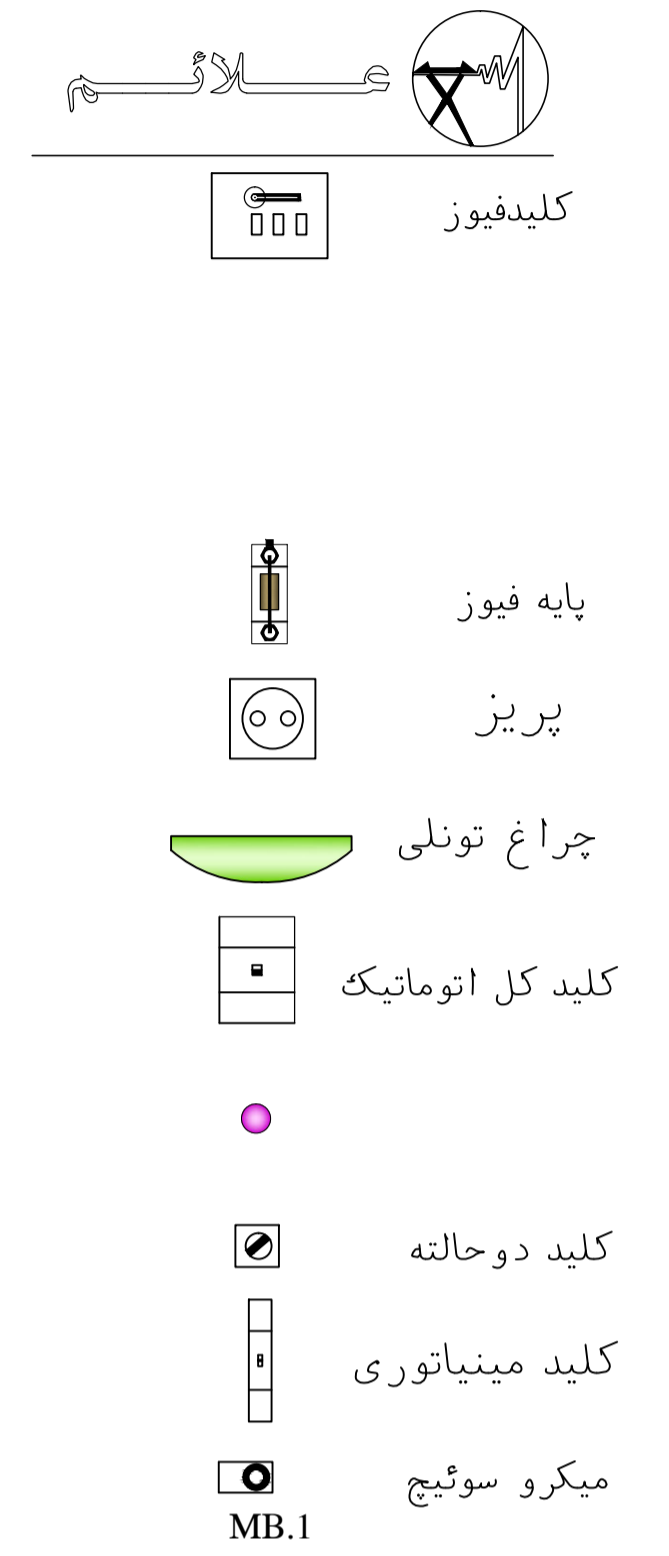 علائم
کلیدفیوز
پایه فیوز
پریز
چراغ تونلی
کلید کل اتوماتیک
کلید دوحالته
کلید مینیاتوری
میکرو سوئیچ
MB.1